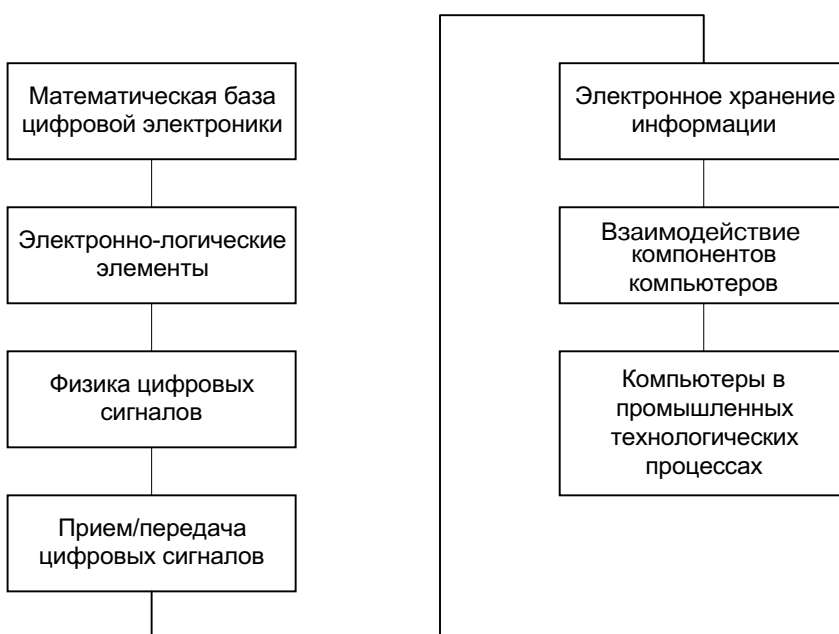 Математическая база
цифровой электроники
Электронно-логические
элементы
Физика цифровых
сигналов
Прием/передача
цифровых сигналов
Электронное хранение
информации
Взаимодействие
компонентов
компьютеров
Компьютеры в
промышленных
технологических
процессах